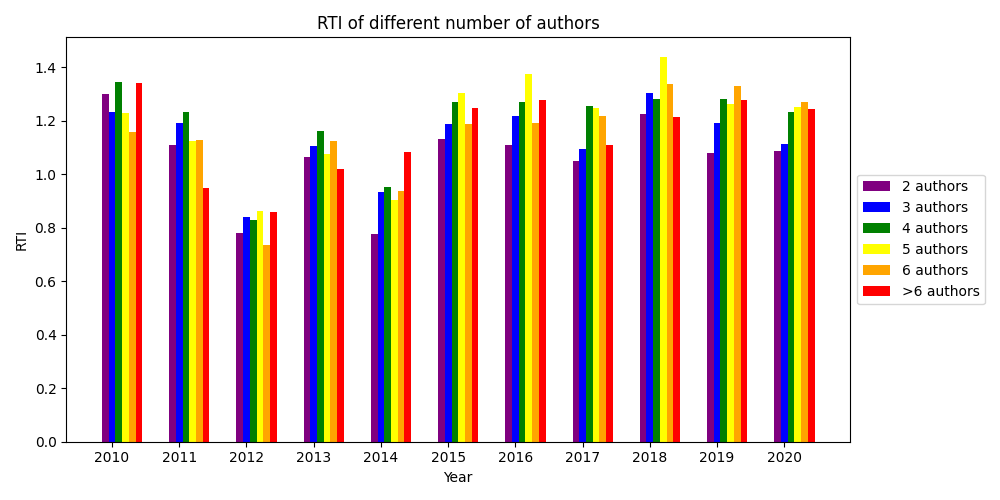 RTI of different number of authors
RTI
1.4
1.2
1.0
0.8
0.6
0.4
0.2
0.0
2010 2011 2012 2013 2014 2015 2016 2017 2018 2019 2020
Year
2 authors
3 authors
4 authors
5 authors
6 authors
>6 authors